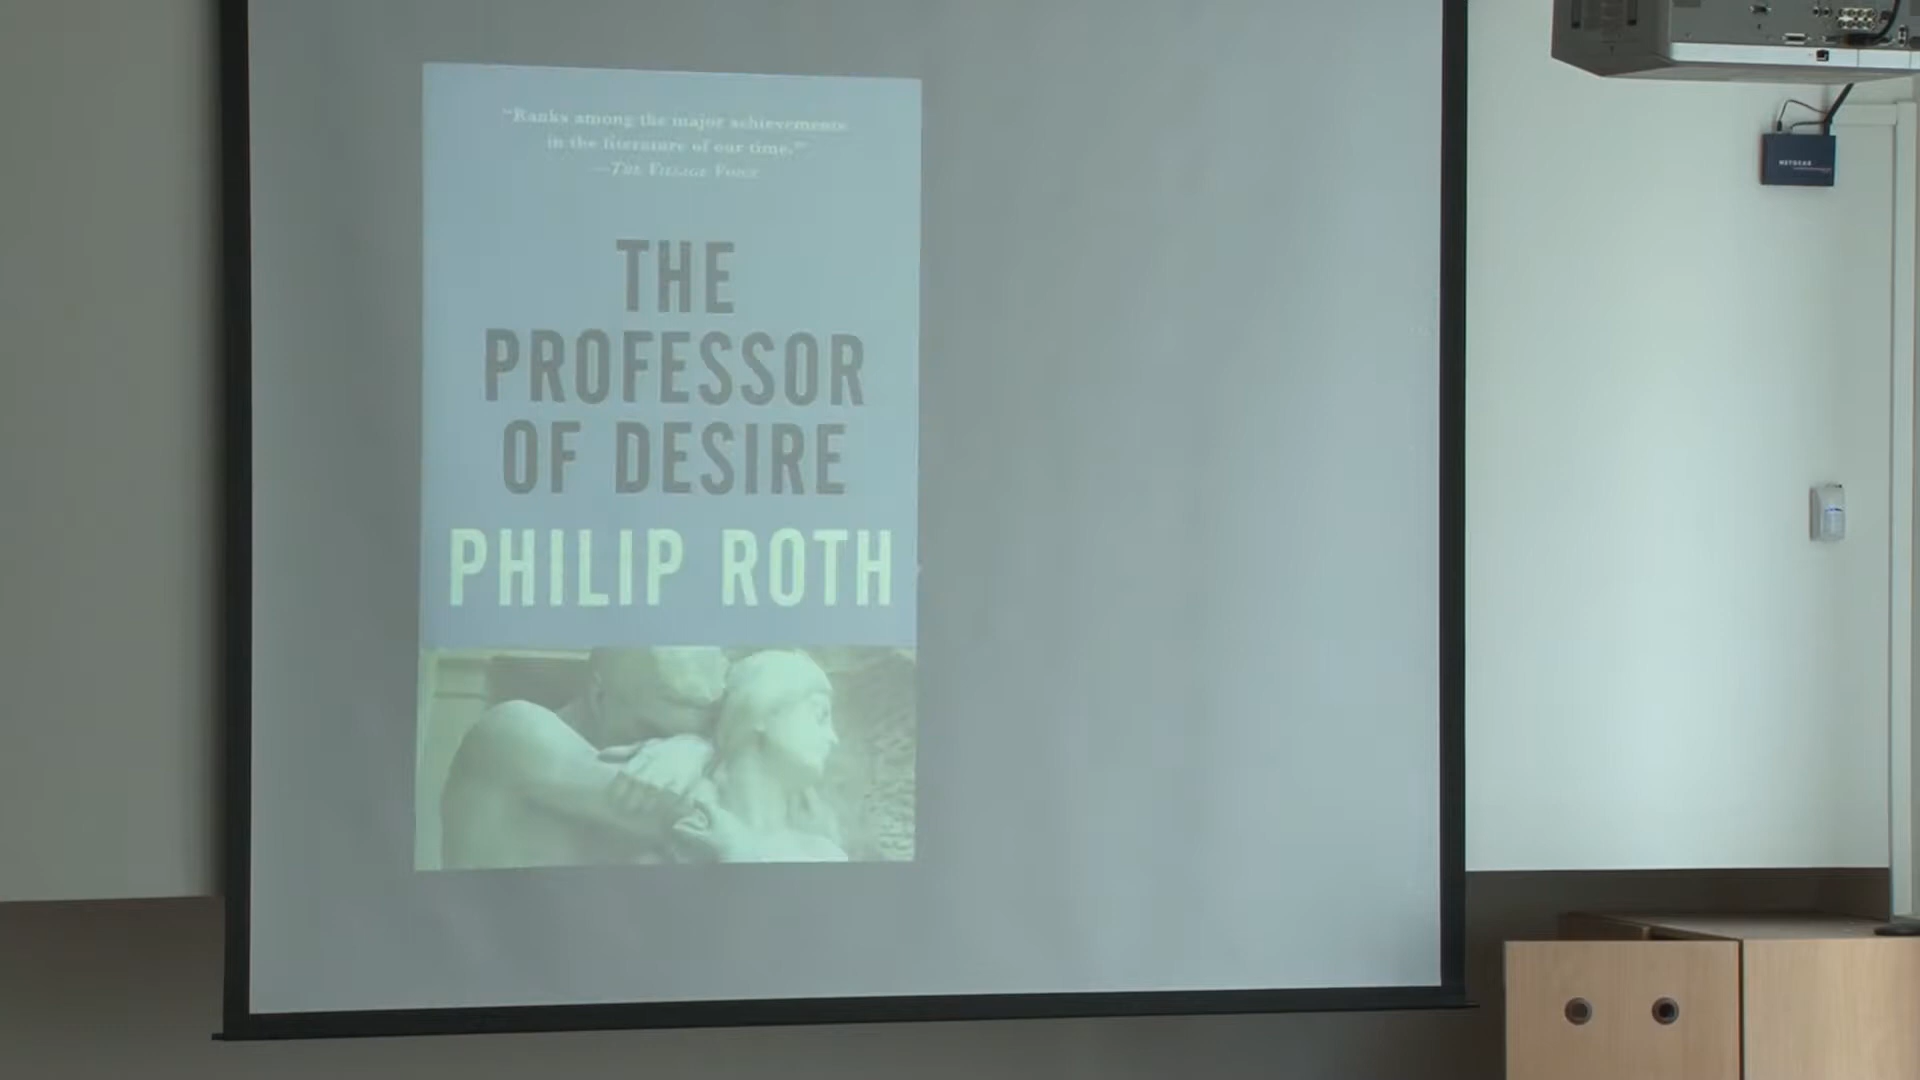 "Ranks among the major achievements
in the literature of our time."
—THE VILLAGE VOICE
THE
PROFESSOR
OF DESIRE
PHILIP ROTH
NETGEAR